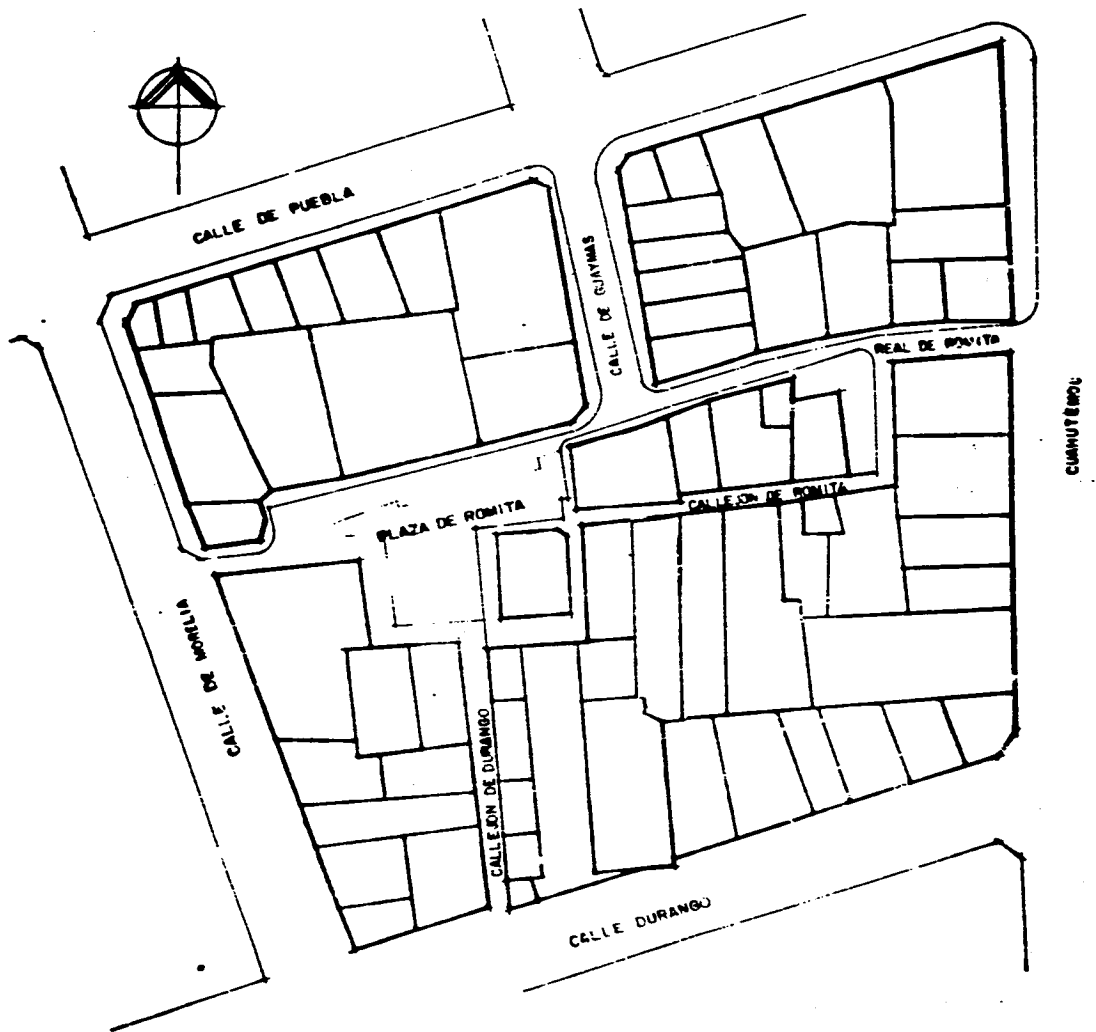 CALLE DE PUEBLA
CALLE DE GUAYMAS
REAL DE ROMITA
CUAHUTEMOC
CALLEJON DE ROMITA
PLAZA DE ROMITA
CALLE DE MORELIA
CALLEJON DE DURANGO
CALLE DURANGO